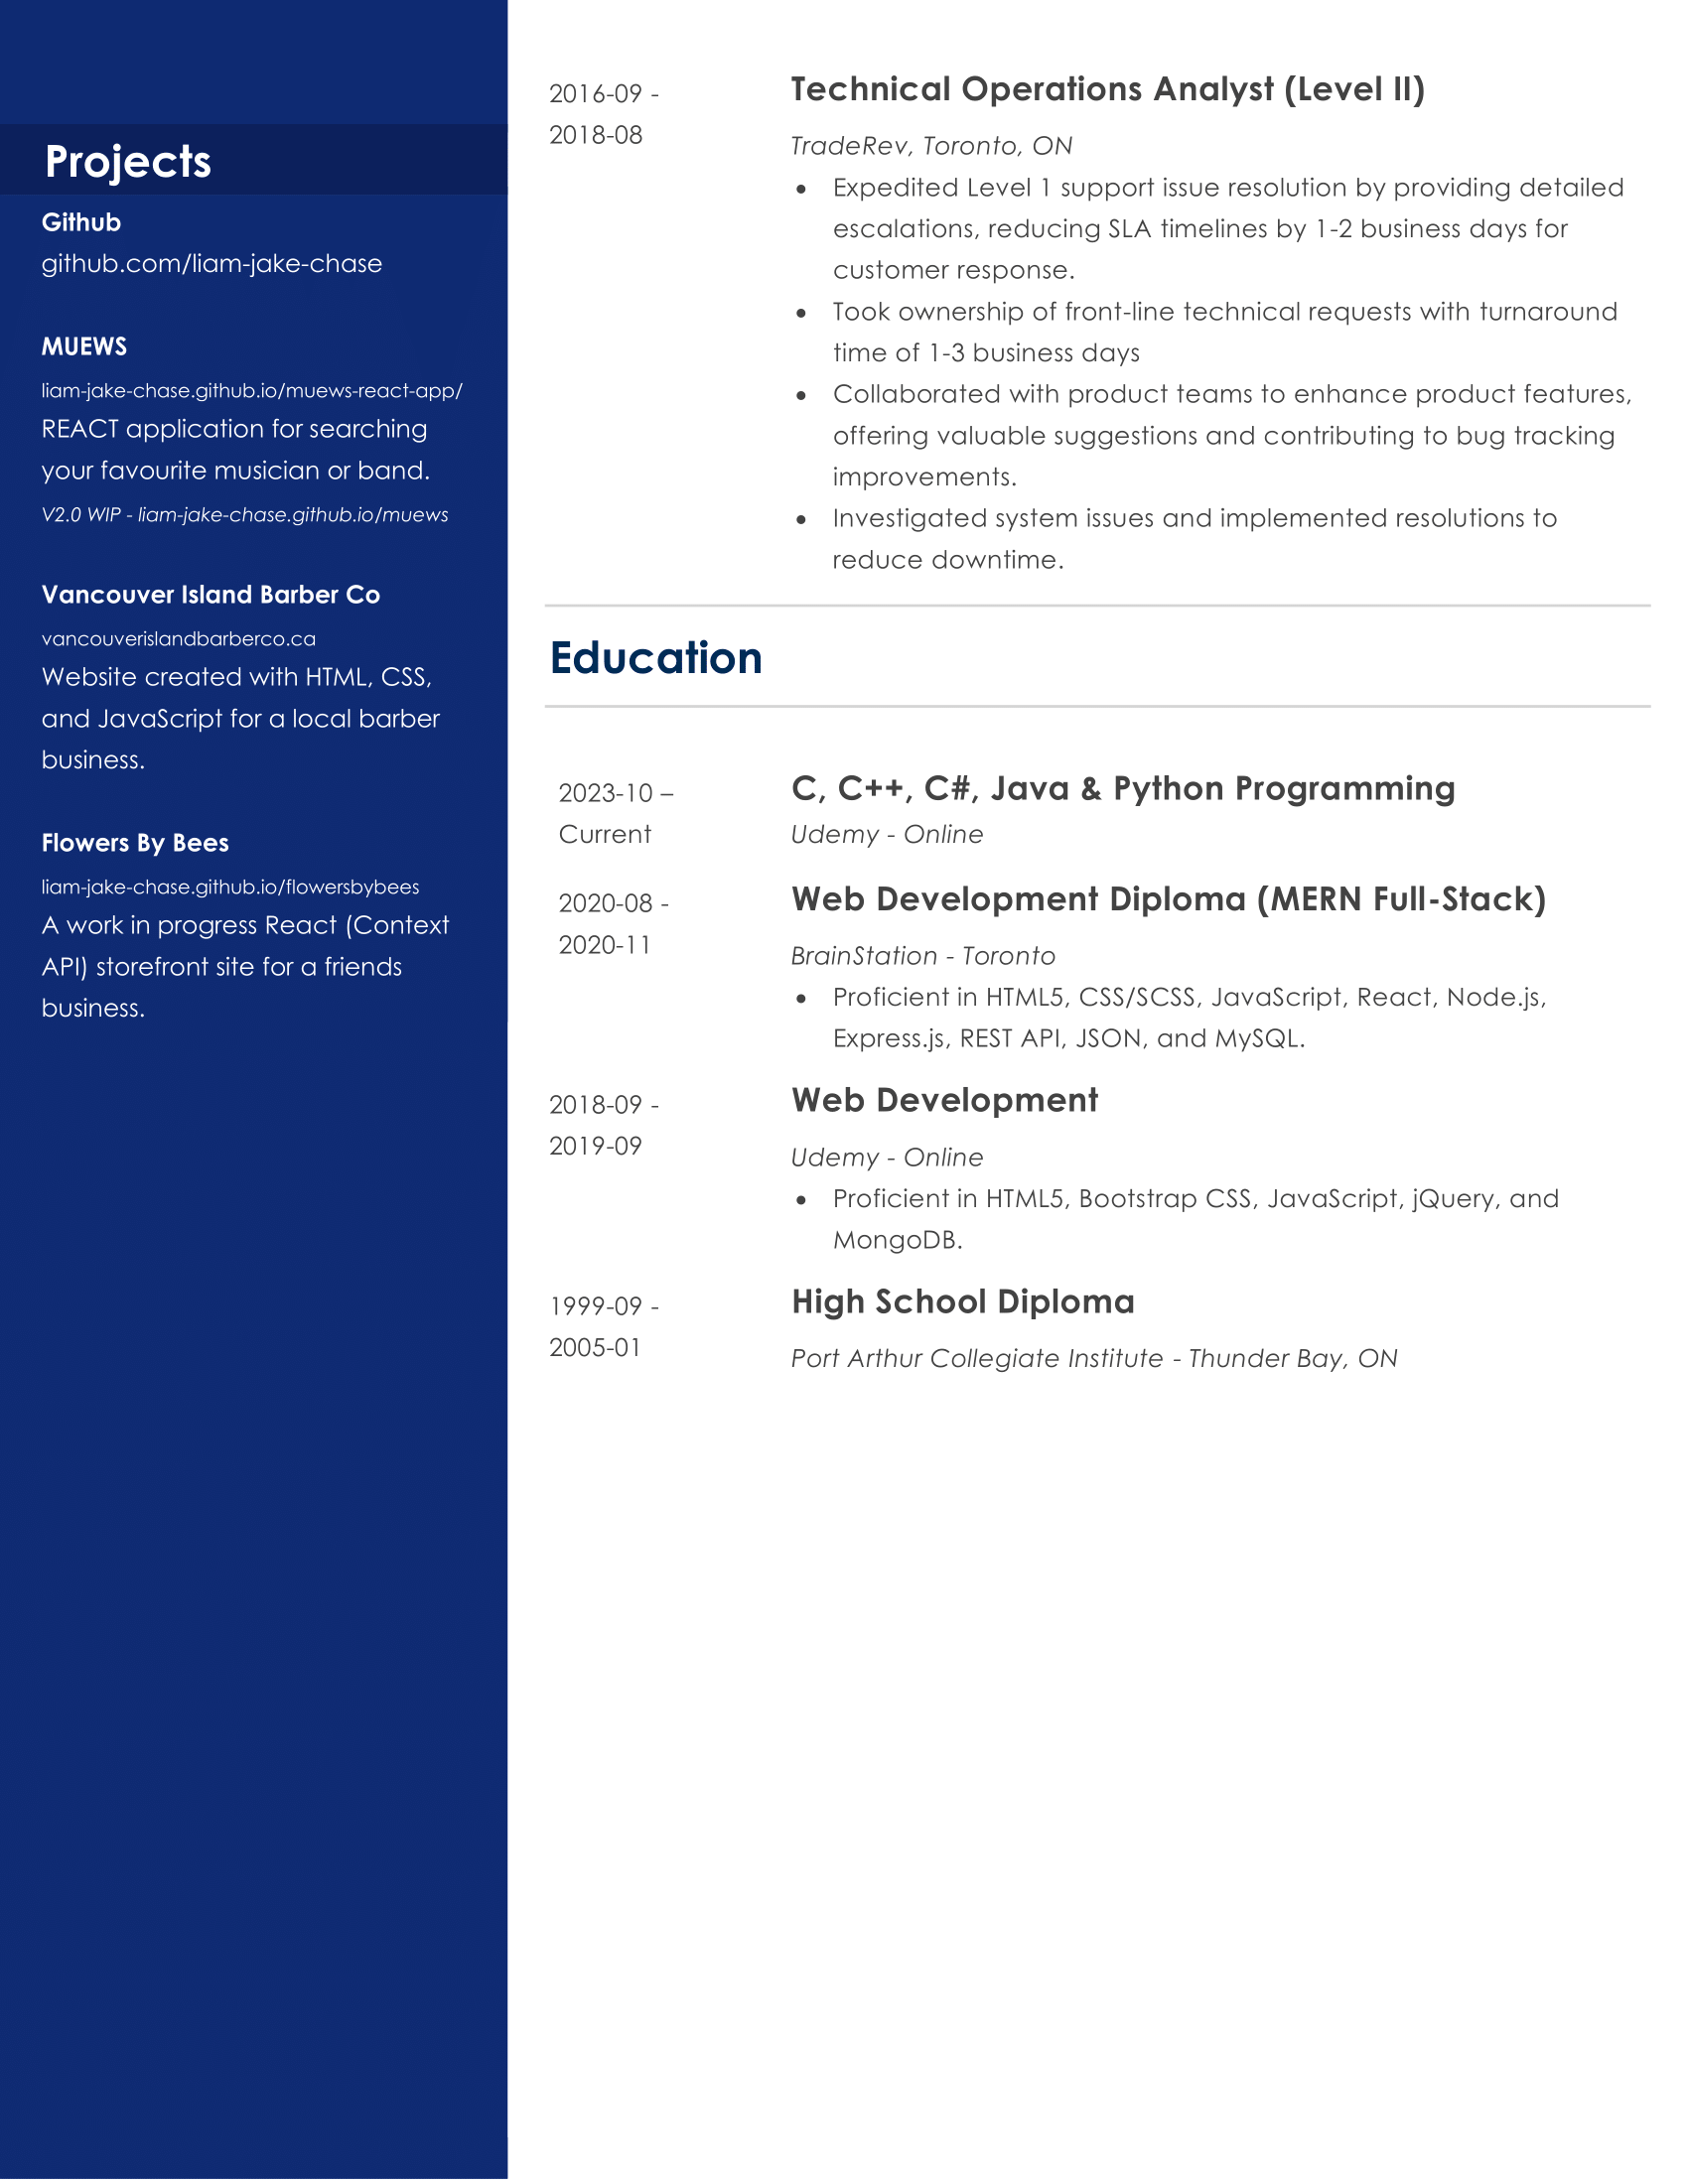 Projects
Github
github.com/liam-jake-chase
MUEWS
liam-jake-chase.github.io/muews-react-app/
REACT application for searching
your favourite musician or band.
V2.0 WIP - liam-jake-chase.github.io/muews
Vancouver Island Barber Co
vancouverislandbarberco.ca
Website created with HTML, CSS,
and JavaScript for a local barber
business.
Flowers By Bees
liam-jake-chase.github.io/flowersbybees
A work in progress React (Context
API) storefront site for a friends
business.
2016-09 -
2018-08
Technical Operations Analyst (Level II)
TradeRev, Toronto, ON
• Expedited Level 1 support issue resolution by providing detailed
escalations, reducing SLA timelines by 1-2 business days for
customer response.
• Took ownership of front-line technical requests with turnaround
time of 1-3 business days
• Collaborated with product teams to enhance product features,
offering valuable suggestions and contributing to bug tracking
improvements.
• Investigated system issues and implemented resolutions to
reduce downtime.
Education
2023-10 –
Current
C, C++, C#, Java & Python Programming
Udemy - Online
2020-08 -
2020-11
Web Development Diploma (MERN Full-Stack)
BrainStation - Toronto
• Proficient in HTML5, CSS/SCSS, JavaScript, React, Node.js,
Express.js, REST API, JSON, and MySQL.
2018-09 -
2019-09
Web Development
Udemy - Online
• Proficient in HTML5, Bootstrap CSS, JavaScript, jQuery, and
MongoDB.
1999-09 -
2005-01
High School Diploma
Port Arthur Collegiate Institute - Thunder Bay, ON